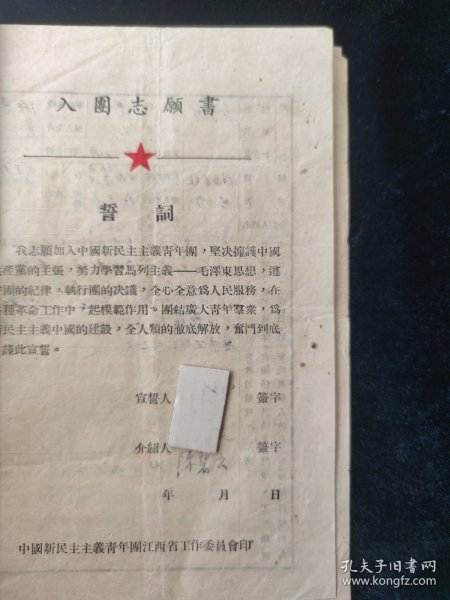 入團志願書
誓詞
我志願加入中國新民主主義青年團，堅决擁護中國
產黨的主張，努力學習馬列主義——毛澤東思想，遵
團的紀律，執行團的决議，全心全意爲人民服務，在
種革命工作中，起模範作用。團結廣大青年羣衆，爲
民主主義中國的建設，全人類的徹底解放，奮鬥到底
謹此宣誓。
宣誓人 簽字
介紹人 簽字
年 月 日
中國新民主主義青年團江西省工作委員會印
孔夫子旧书网
www.kongfz.com